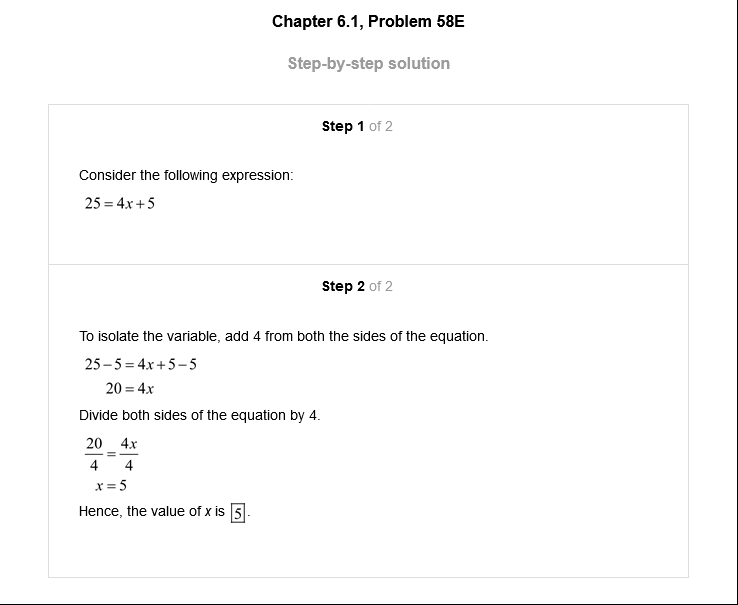 Chapter 6.1, Problem 58E
Step-by-step solution
Step 1 of 2
Consider the following expression:
25 = 4x + 5
Step 2 of 2
To isolate the variable, add 4 from both the sides of the equation.
25 − 5 = 4x + 5 − 5
20 = 4x
Divide both sides of the equation by 4.
20/4 = 4x/4
x = 5
Hence, the value of x is 5.